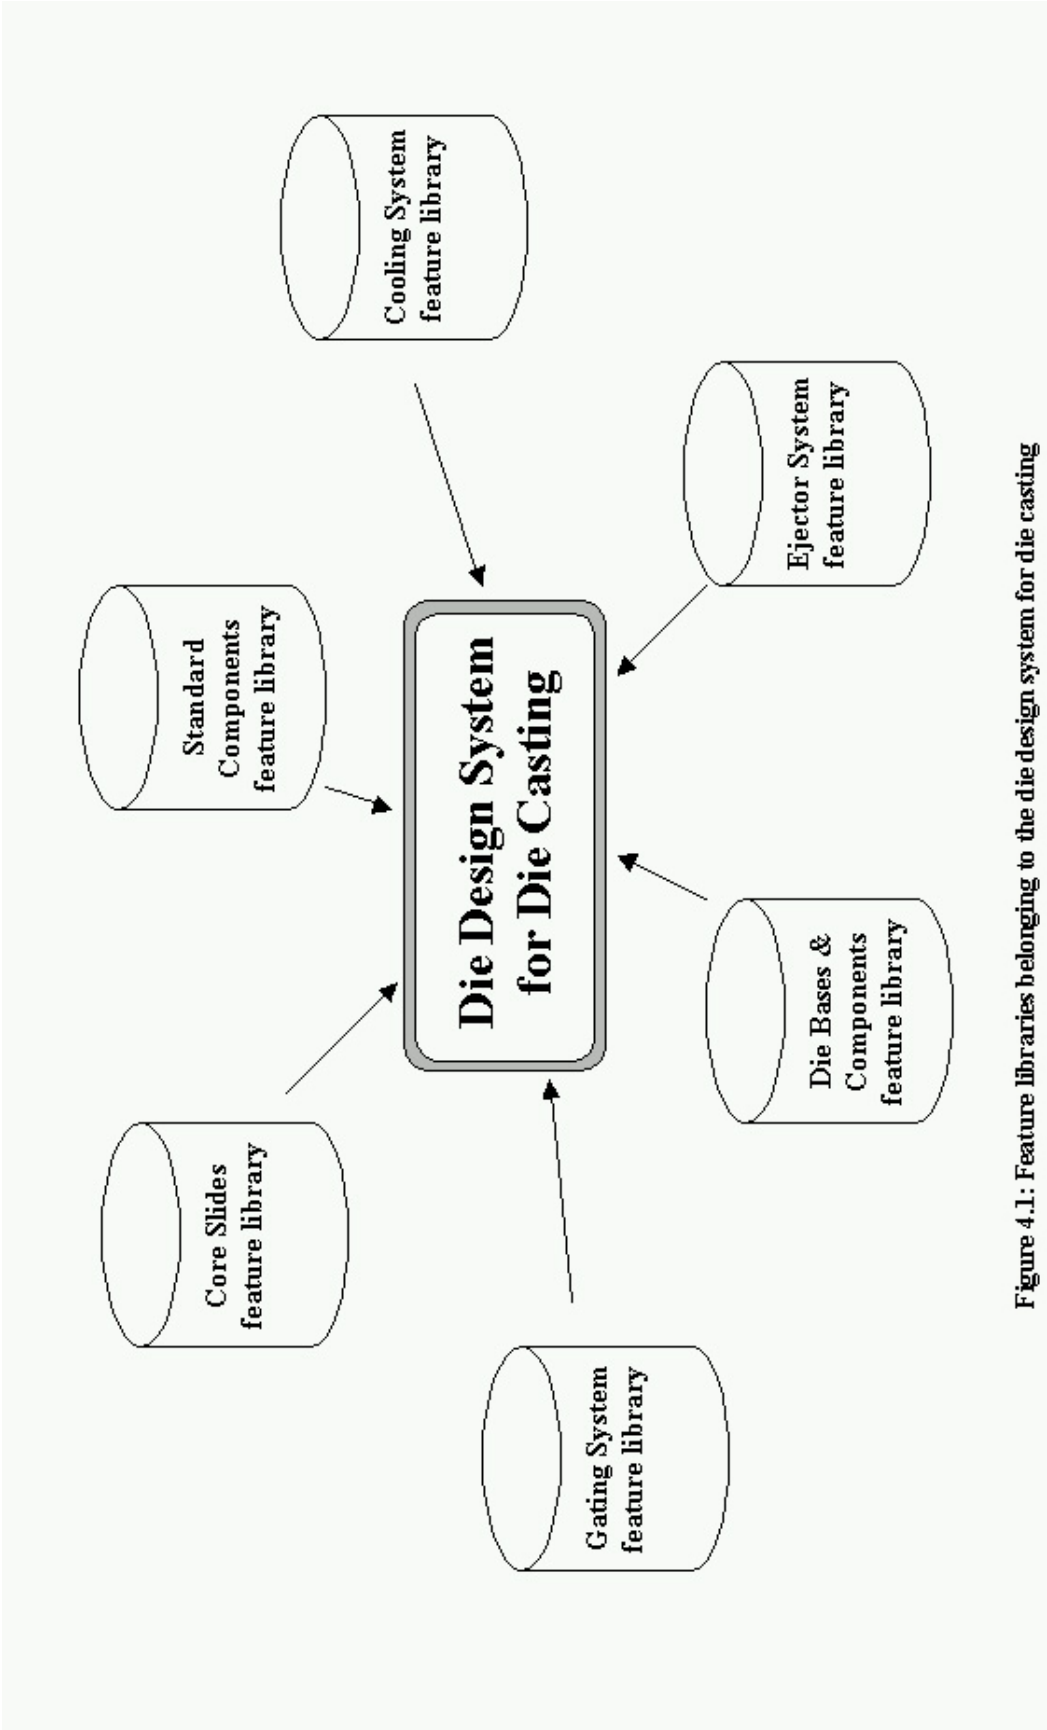 Core Slides
feature library
Standard
Components
feature library
Cooling System
feature library
Gating System
feature library
Die Design System
for Die Casting
Die Bases &
Components
feature library
Ejector System
feature library
Figure 4.1: Feature libraries belonging to the die design system for die casting